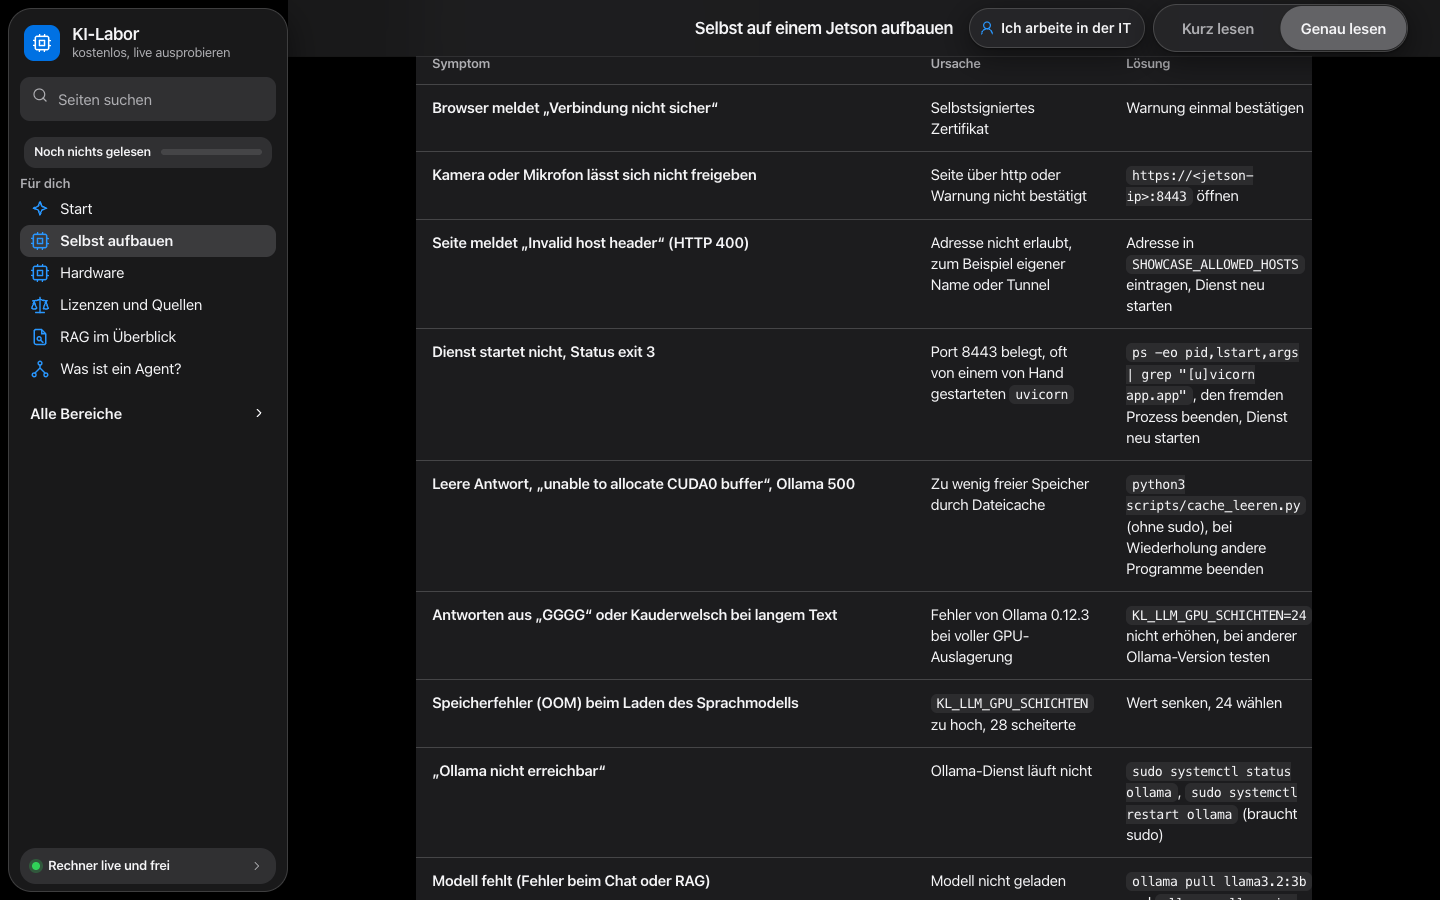 KI-Labor
kostenlos, live ausprobieren
Seiten suchen
Noch nichts gelesen
Für dich
Start
Selbst aufbauen
Hardware
Lizenzen und Quellen
RAG im Überblick
Was ist ein Agent?
Alle Bereiche
Rechner live und frei
Selbst auf einem Jetson aufbauen
Ich arbeite in der IT
Kurz lesen
Genau lesen
Symptom
Ursache
Lösung
Browser meldet „Verbindung nicht sicher“
Selbstsigniertes
Zertifikat
Warnung einmal bestätigen
Kamera oder Mikrofon lässt sich nicht freigeben
Seite über http oder
Warnung nicht bestätigt
https://<jetson-
ip>:8443 öffnen
Seite meldet „Invalid host header“ (HTTP 400)
Adresse nicht erlaubt,
zum Beispiel eigener
Name oder Tunnel
Adresse in
SHOWCASE_ALLOWED_HOSTS
eintragen, Dienst neu
starten
Dienst startet nicht, Status exit 3
Port 8443 belegt, oft
von einem von Hand
gestarteten uvicorn
ps -eo pid,lstart,args
| grep "[u]vicorn
app.app", den fremden
Prozess beenden, Dienst
neu starten
Leere Antwort, „unable to allocate CUDA0 buffer“, Ollama 500
Zu wenig freier Speicher
durch Dateicache
python3
scripts/cache_leeren.py
(ohne sudo), bei
Wiederholung andere
Programme beenden
Antworten aus „GGGG“ oder Kauderwelsch bei langem Text
Fehler von Ollama 0.12.3
bei voller GPU-
Auslagerung
KL_LLM_GPU_SCHICHTEN=24
nicht erhöhen, bei anderer
Ollama-Version testen
Speicherfehler (OOM) beim Laden des Sprachmodells
KL_LLM_GPU_SCHICHTEN
zu hoch, 28 scheiterte
Wert senken, 24 wählen
„Ollama nicht erreichbar“
Ollama-Dienst läuft nicht
sudo systemctl status
ollama, sudo systemctl
restart ollama (braucht
sudo)
Modell fehlt (Fehler beim Chat oder RAG)
Modell nicht geladen
ollama pull llama3.2:3b